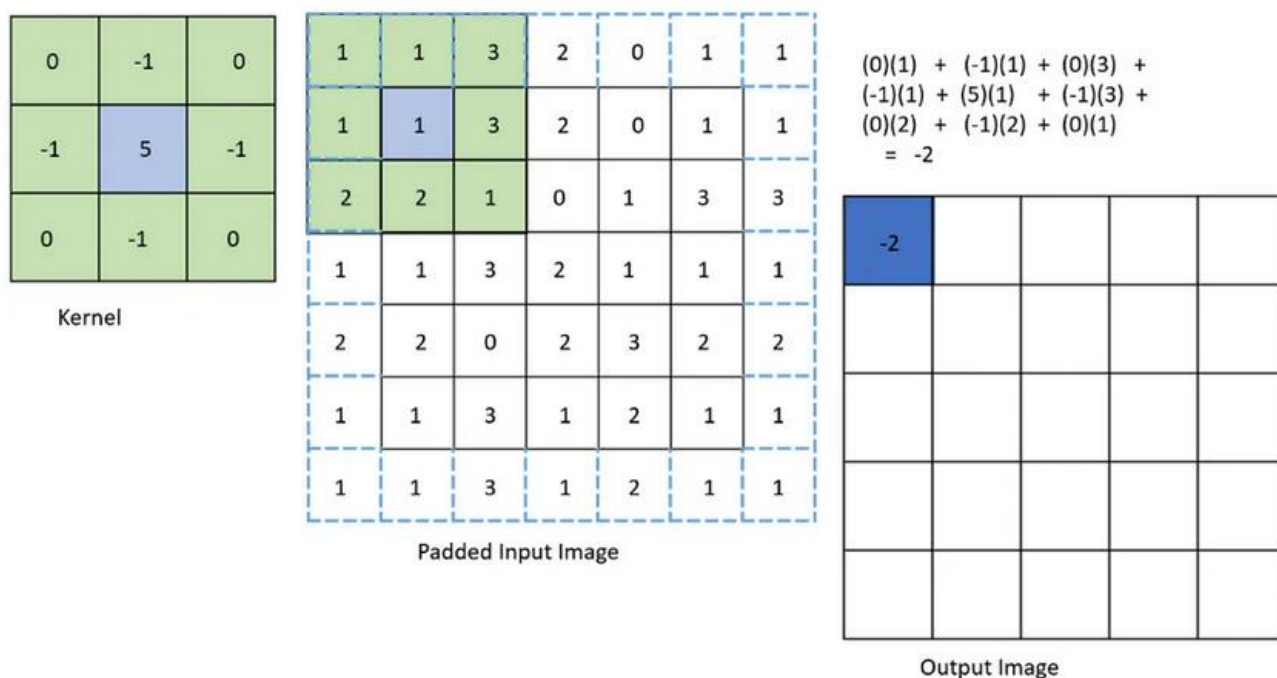 0 -1 0
-1 5 -1
0 -1 0
Kernel
1 1 3 2 0 1 1
1 1 3 2 0 1 1
2 2 1 0 1 3 3
1 1 3 2 1 1 1
2 2 0 2 3 2 2
1 1 3 1 2 1 1
1 1 3 1 2 1 1
Padded Input Image
(0)(1) + (-1)(1) + (0)(3) +
(-1)(1) + (5)(1) + (-1)(3) +
(0)(2) + (-1)(2) + (0)(1)
= -2
-2
Output Image